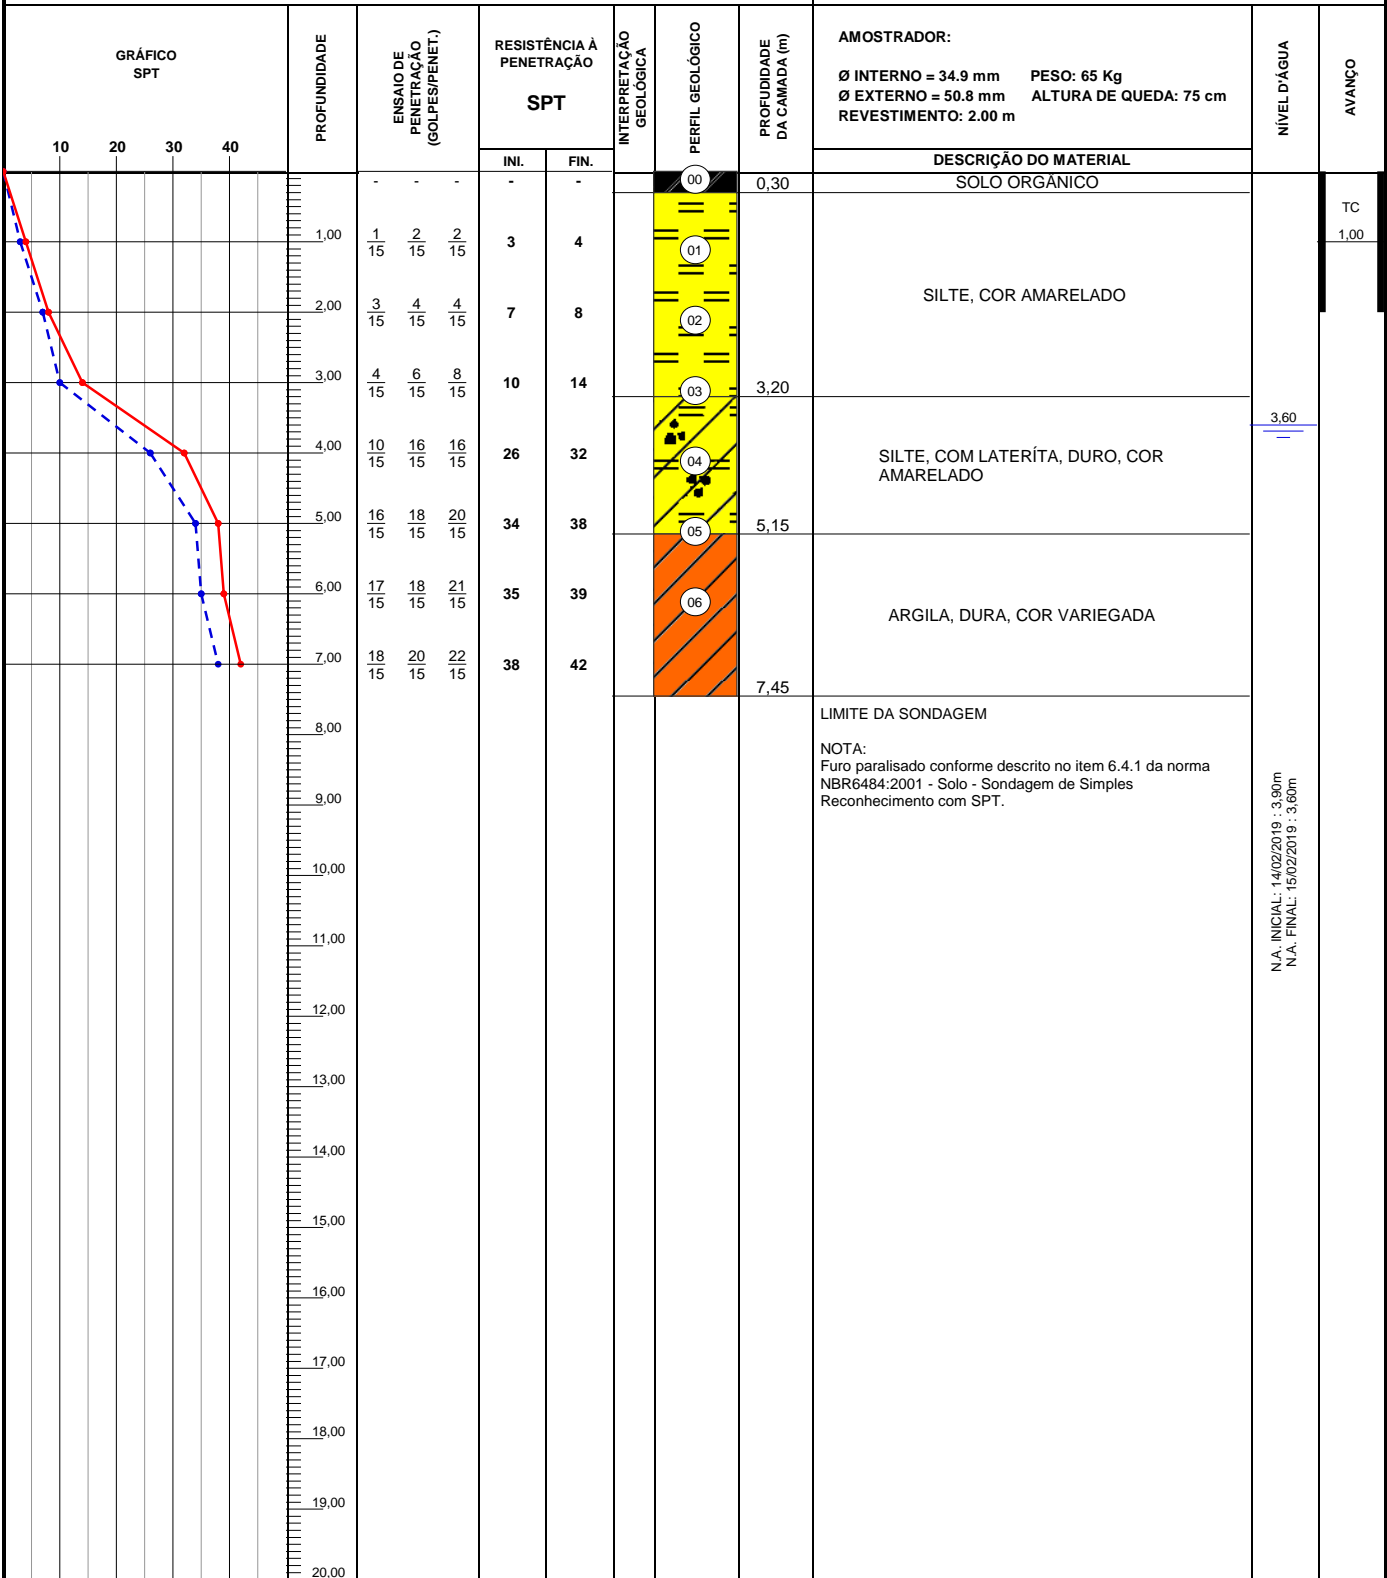 GRÁFICO
SPT
10 20 30 40
PROFUNDIDADE
ENSAIO DE
PENETRAÇÃO
(GOLPES/PENET.)
RESISTÊNCIA À
PENETRAÇÃO
SPT
INI. FIN.
INTERPRETAÇÃO
GEOLÓGICA
PERFIL GEOLÓGICO
PROFUDIDADE
DA CAMADA (m)
AMOSTRADOR:
Ø INTERNO = 34.9 mm PESO: 65 Kg
Ø EXTERNO = 50.8 mm ALTURA DE QUEDA: 75 cm
REVESTIMENTO: 2.00 m
DESCRIÇÃO DO MATERIAL
NÍVEL D'ÁGUA
AVANÇO
- - - - - 00 0,30 SOLO ORGÂNICO
TC
1,00 1/15 2/15 2/15 3 4 01 1,00
SILTE, COR AMARELADO
2,00 3/15 4/15 4/15 7 8 02
3,00 4/15 6/15 8/15 10 14 03 3,20
3,60
4,00 10/15 16/15 16/15 26 32 04
SILTE, COM LATERÍTA, DURO, COR
AMARELADO
5,00 16/15 18/15 20/15 34 38 05 5,15
6,00 17/15 18/15 21/15 35 39 06
ARGILA, DURA, COR VARIEGADA
7,00 18/15 20/15 22/15 38 42
7,45
LIMITE DA SONDAGEM
8,00
NOTA:
Furo paralisado conforme descrito no item 6.4.1 da norma
NBR6484:2001 - Solo - Sondagem de Simples
Reconhecimento com SPT.
N.A. INICIAL: 14/02/2019 : 3,90m
N.A. FINAL: 15/02/2019 : 3,60m
9,00
10,00
11,00
12,00
13,00
14,00
15,00
16,00
17,00
18,00
19,00
20,00